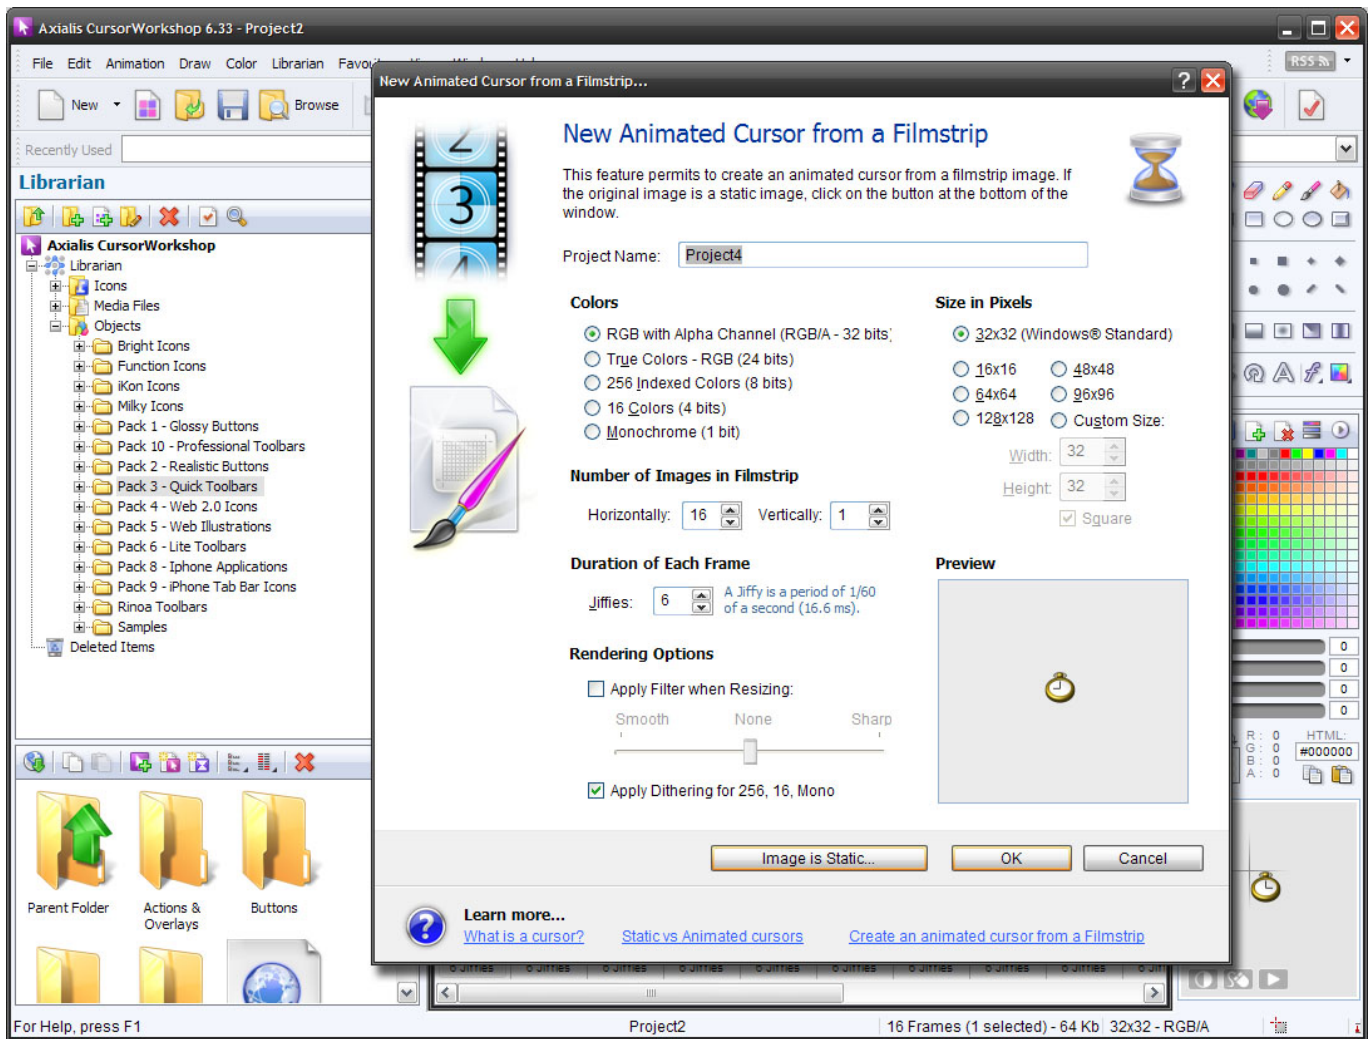 Axialis CursorWorkshop 6.33 - Project2
File Edit Animation Draw Color Librarian
RSS
New
Browse
Recently Used
Librarian
Axialis CursorWorkshop
Librarian
Icons
Media Files
Objects
Bright Icons
Function Icons
iKon Icons
Milky Icons
Pack 1 - Glossy Buttons
Pack 10 - Professional Toolbars
Pack 2 - Realistic Buttons
Pack 3 - Quick Toolbars
Pack 4 - Web 2.0 Icons
Pack 5 - Web Illustrations
Pack 6 - Lite Toolbars
Pack 8 - Iphone Applications
Pack 9 - iPhone Tab Bar Icons
Rinoa Toolbars
Samples
Deleted Items
Parent Folder
Actions &
Overlays
Buttons
New Animated Cursor from a Filmstrip...
2
3
4
New Animated Cursor from a Filmstrip
This feature permits to create an animated cursor from a filmstrip image. If
the original image is a static image, click on the button at the bottom of the
window.
Project Name: Project4
Colors
RGB with Alpha Channel (RGB/A - 32 bits)
True Colors - RGB (24 bits)
256 Indexed Colors (8 bits)
16 Colors (4 bits)
Monochrome (1 bit)
Size in Pixels
32x32 (Windows® Standard)
16x16 48x48
64x64 96x96
128x128 Custom Size:
Width: 32
Height: 32
Square
Number of Images in Filmstrip
Horizontally: 16 Vertically: 1
Duration of Each Frame
Jiffies: 6
A Jiffy is a period of 1/60
of a second (16.6 ms).
Preview
Rendering Options
Apply Filter when Resizing:
Smooth None Sharp
Apply Dithering for 256, 16, Mono
Image is Static... OK Cancel
Learn more...
What is a cursor? Static vs Animated cursors Create an animated cursor from a Filmstrip
0
0
0
0
R: 0 HTML:
G: 0 #000000
B: 0
A: 0
For Help, press F1
Project2
16 Frames (1 selected) - 64 Kb 32x32 - RGB/A